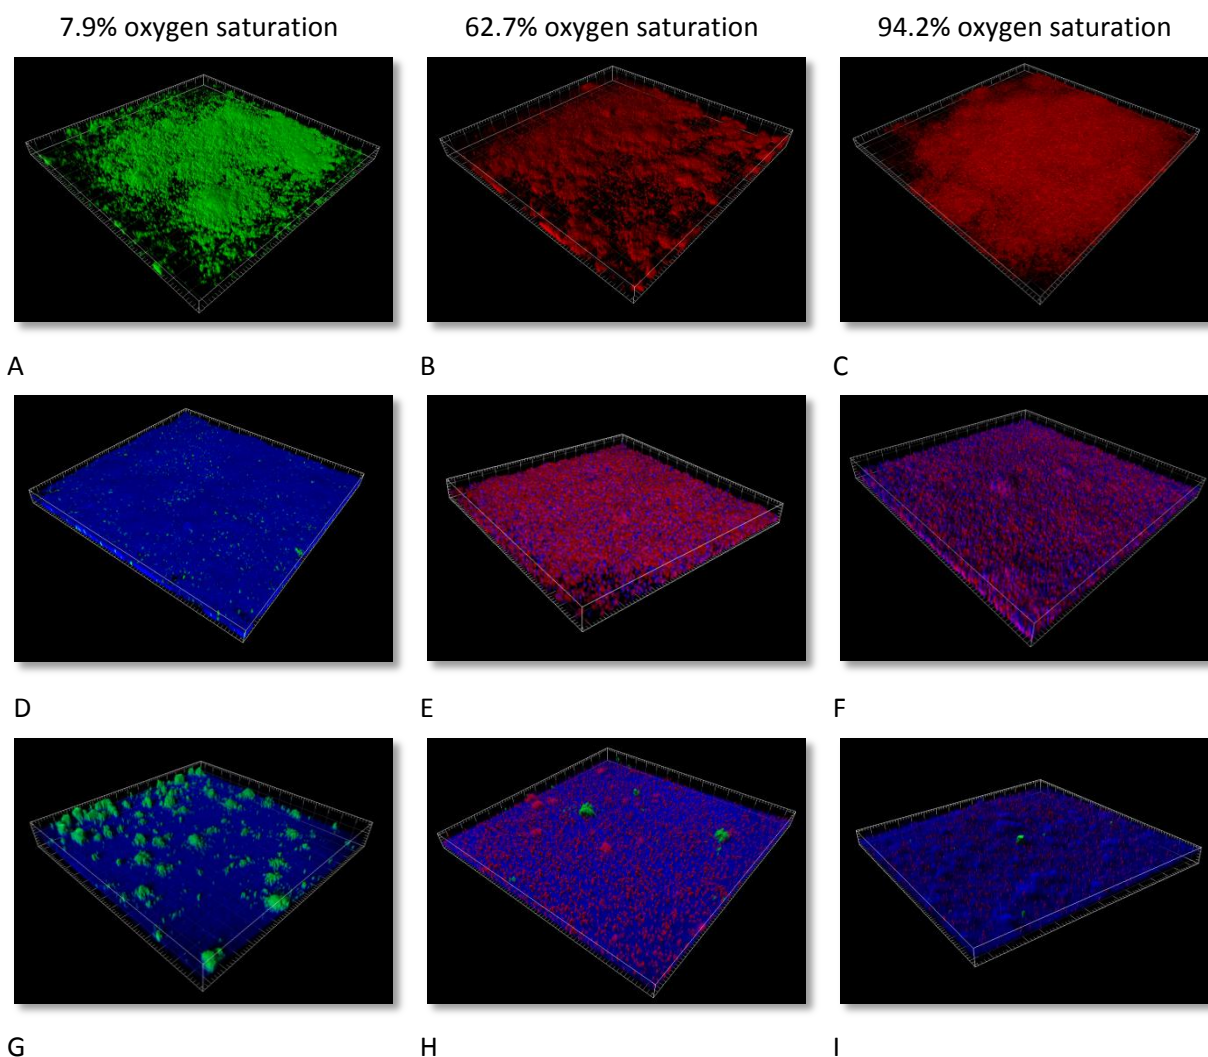 7.9% oxygen saturation 62.7% oxygen saturation 94.2% oxygen saturation
A B C
D E F
G H I